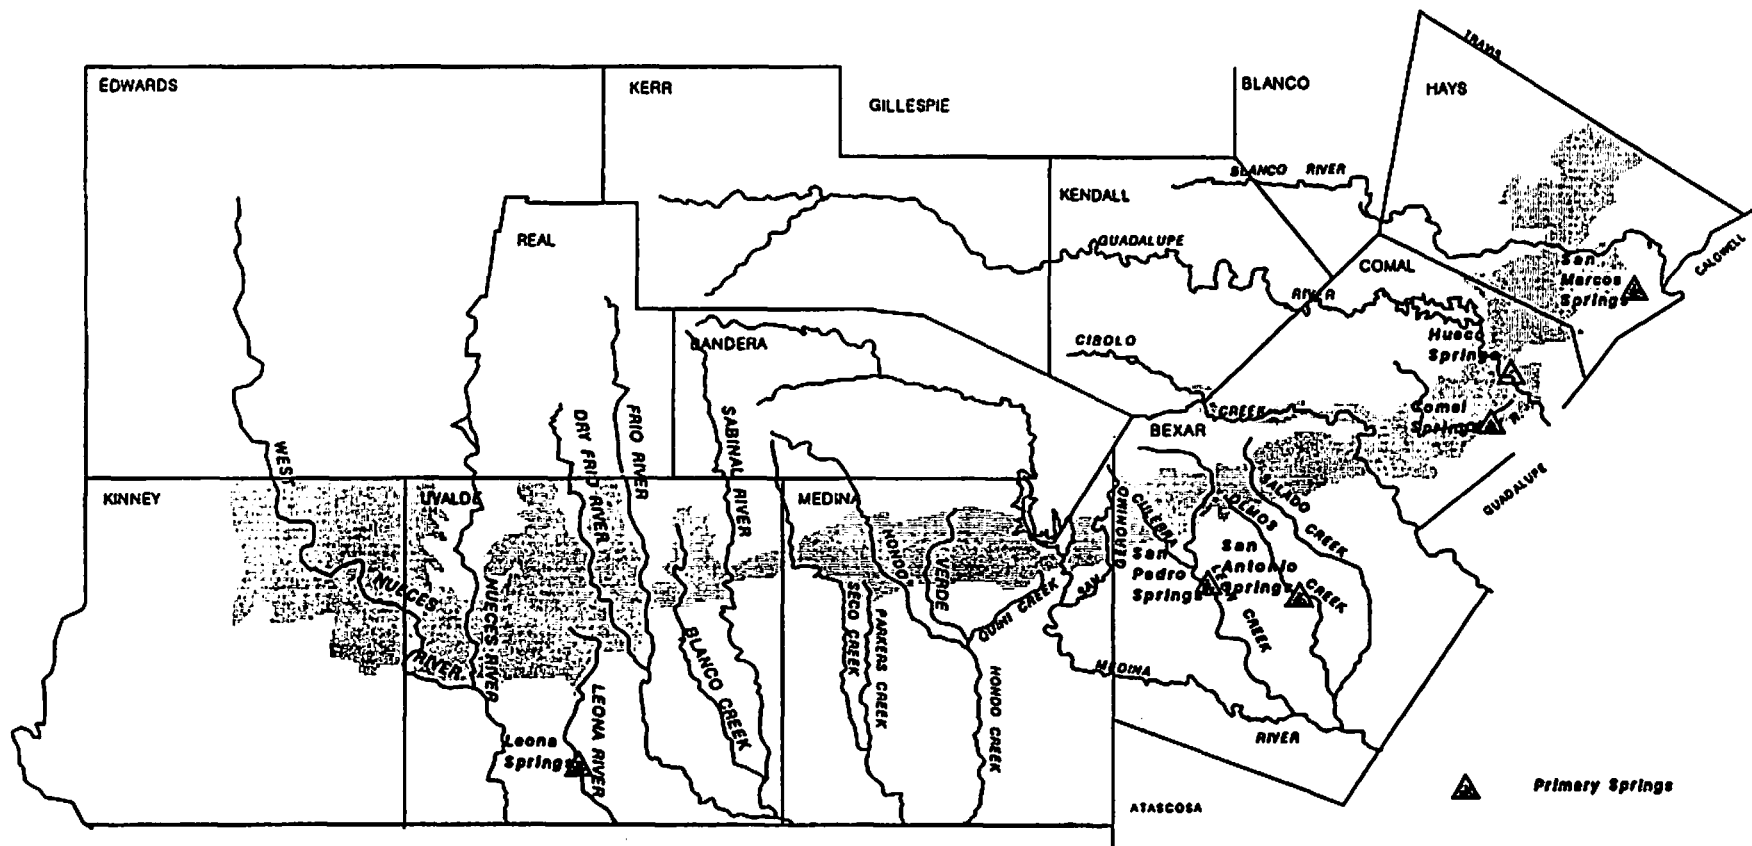 TRAVIS
EDWARDS
KERR
GILLESPIE
BLANCO
HAYS
BLANCO RIVER
KENDALL
REAL
GUADALUPE
RIVER
COMAL
CALDWELL
San
Marcos
Springs
Hueco
Springs
BANDERA
CIBOLO
CREEK
Comal
Springs
R.
BEXAR
DRY FRIO RIVER
FRIO RIVER
SABINAL RIVER
WEST
NUECES
RIVER
KINNEY
UVALDE
MEDINA
GUADALUPE
SALADO
CREEK
CULEBRA
GERONIMO
SAN
San
Pedro
Springs
San
Antonio
Springs
LEON
CREEK
CREEK
HONDO
VERDE
QUIHI CREEK
SECO CREEK
PARKERS CREEK
HONDO CREEK
NUECES RIVER
BLANCO CREEK
LEONA RIVER
Leona
Springs
MEDINA
RIVER
ATASCOSA
Primary Springs